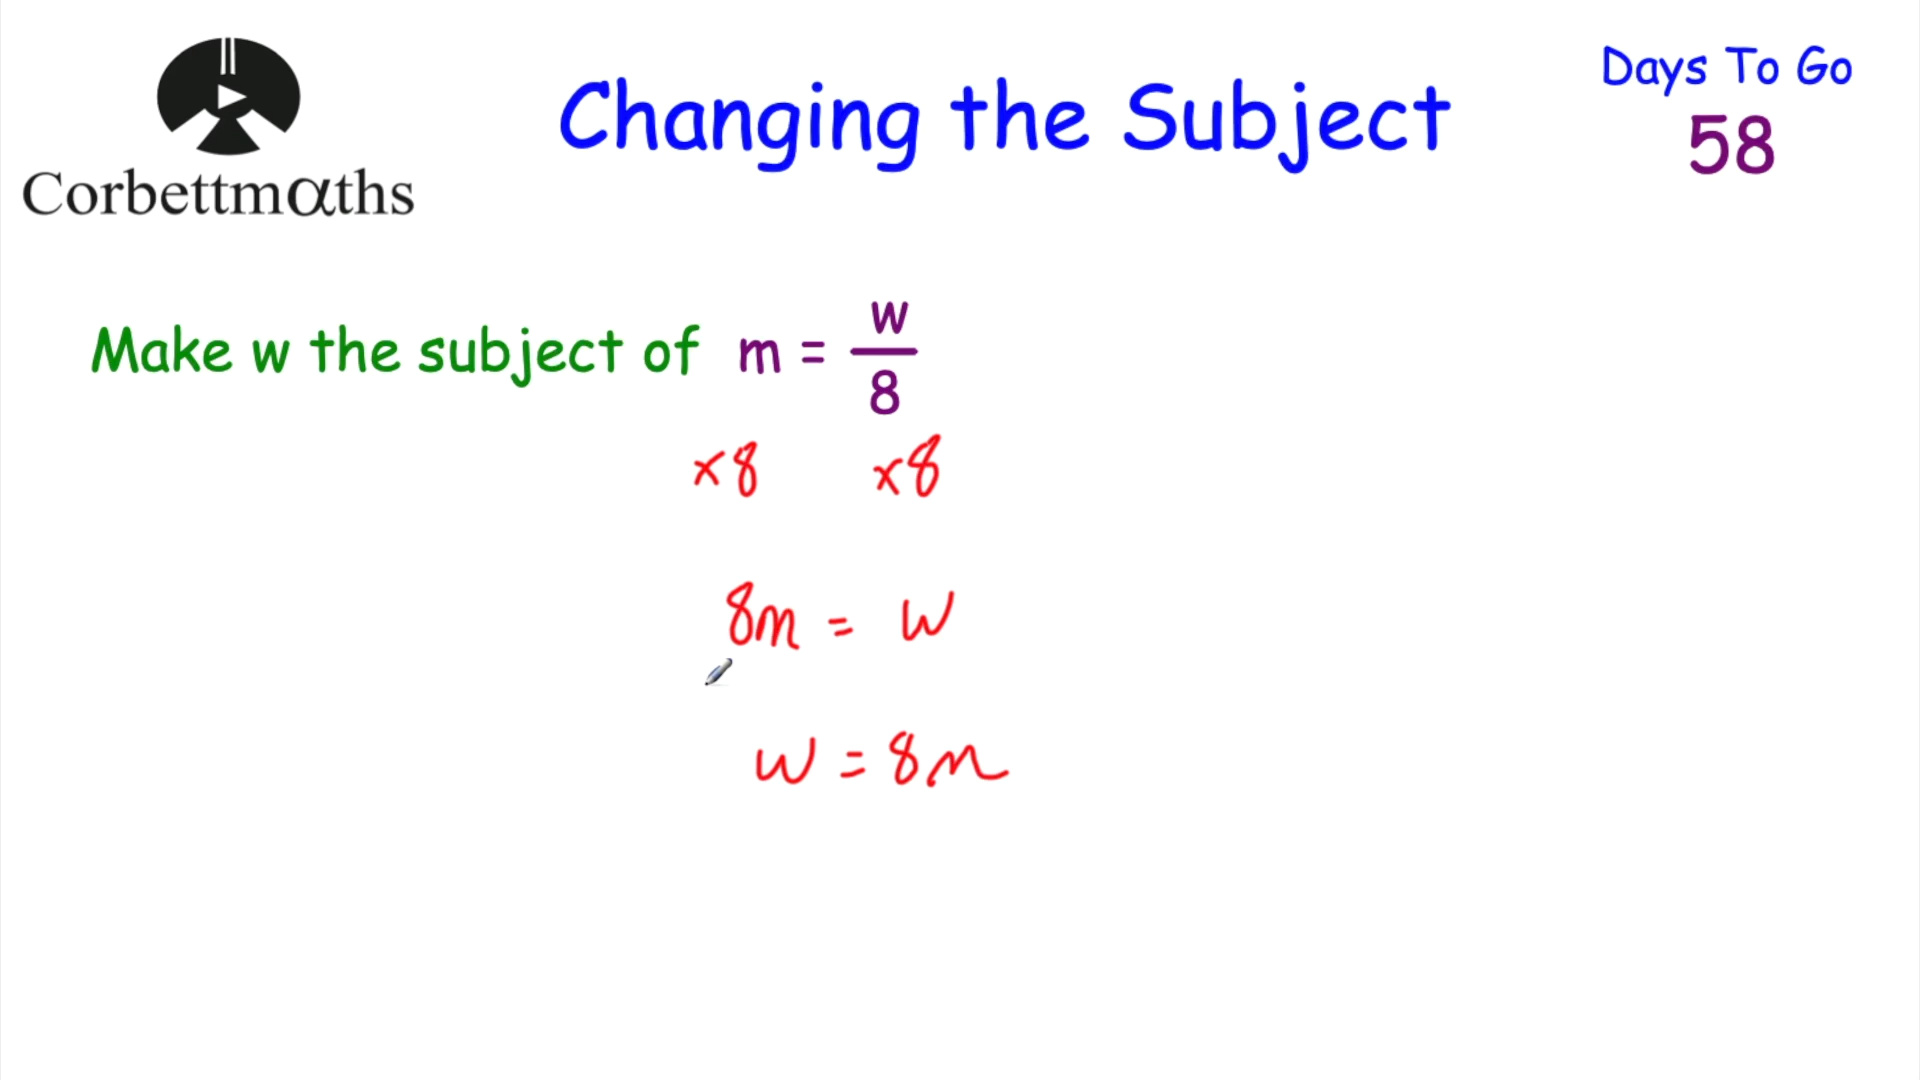 Corbettmαths
Changing the Subject
Days To Go
58
Make w the subject of m = w/8
×8 ×8
8m = w
w = 8m